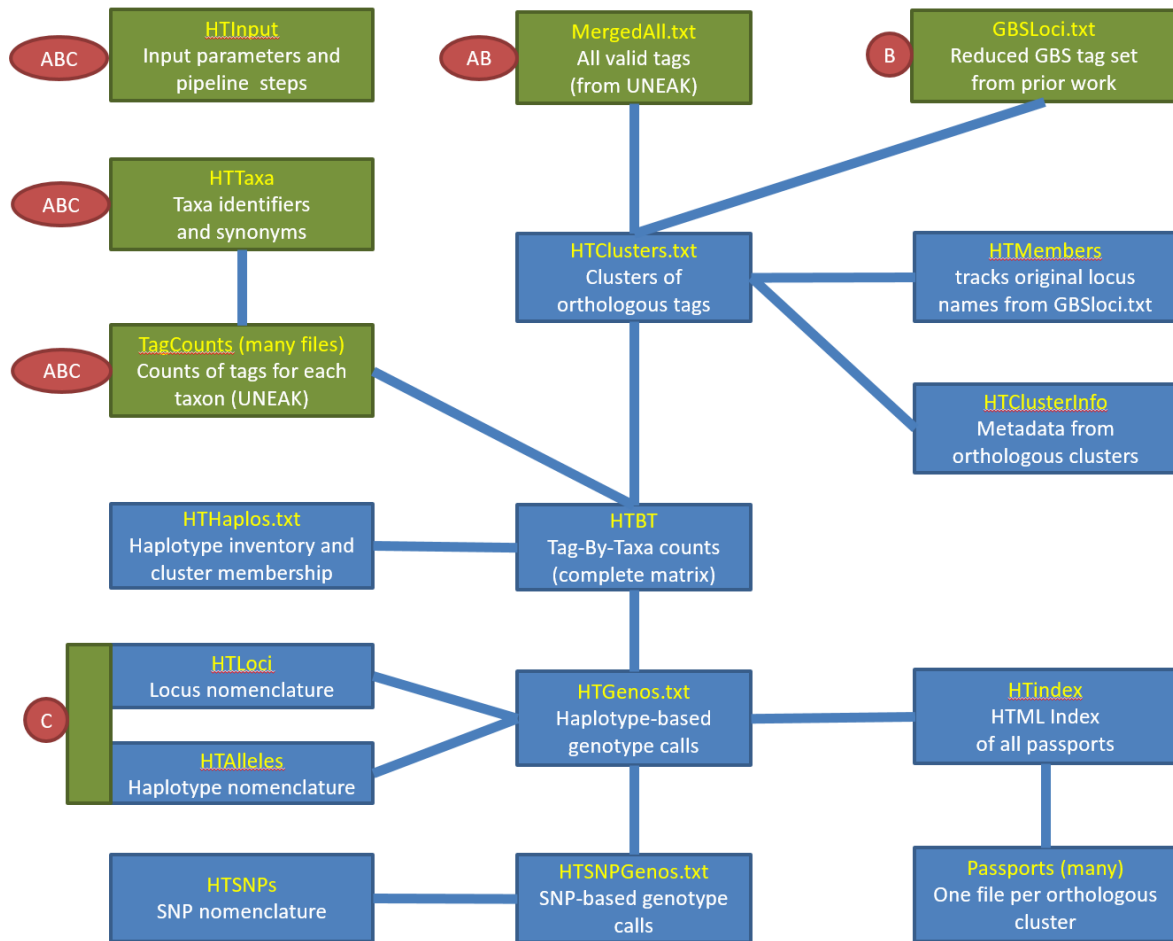 ABC
HTInput
Input parameters and
pipeline steps
AB
MergedAll.txt
All valid tags
(from UNEAK)
B
GBSLoci.txt
Reduced GBS tag set
from prior work
ABC
HTTaxa
Taxa identifiers
and synonyms
HTClusters.txt
Clusters of
orthologous tags
HTMembers
tracks original locus
names from GBSloci.txt
ABC
TagCounts (many files)
Counts of tags for each
taxon (UNEAK)
HTClusterInfo
Metadata from
orthologous clusters
HTHaplos.txt
Haplotype inventory and
cluster membership
HTBT
Tag-By-Taxa counts
(complete matrix)
C
HTLoci
Locus nomenclature
HTAlleles
Haplotype nomenclature
HTGenos.txt
Haplotype-based
genotype calls
HTindex
HTML Index
of all passports
HTSNPs
SNP nomenclature
HTSNPGenos.txt
SNP-based genotype
calls
Passports (many)
One file per orthologous
cluster